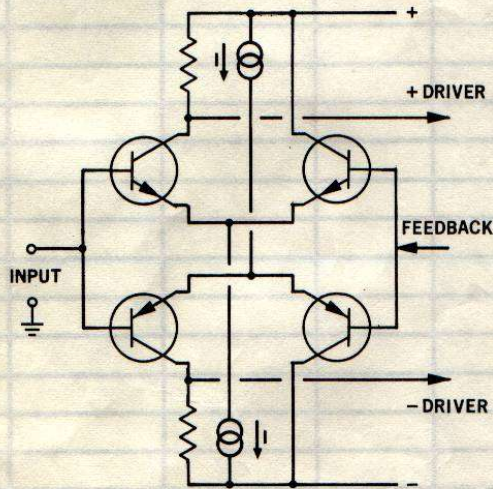 +
I
+ DRIVER
FEEDBACK
INPUT
− DRIVER
I
−